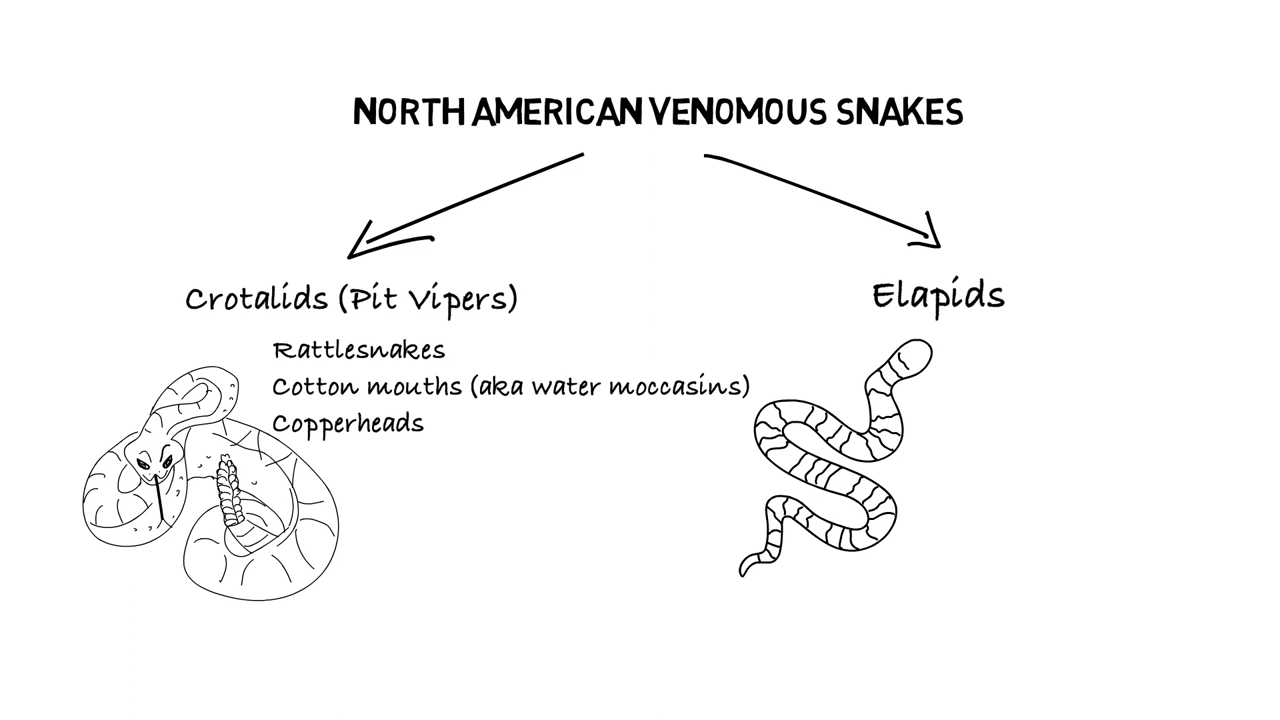 NORTH AMERICAN VENOMOUS SNAKES
Crotalids (Pit Vipers)
Rattlesnakes
Cotton mouths (aka water moccasins)
Copperheads
Elapids